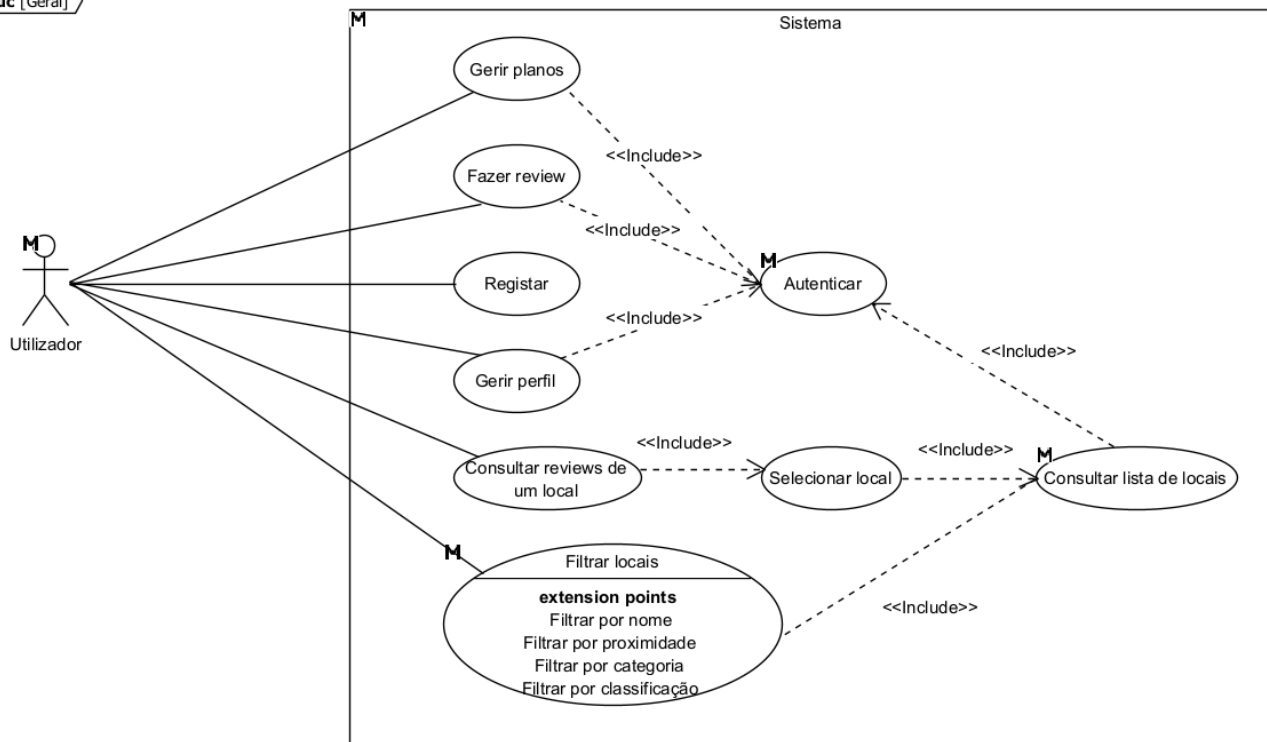 uc [Geral]
M
Sistema
Gerir planos
<<Include>>
Fazer review
<<Include>>
M
Utilizador
Registar
M
Autenticar
<<Include>>
Gerir perfil
<<Include>>
Consultar reviews de
um local
<<Include>>
Selecionar local
<<Include>>
M
Consultar lista de locais
M
Filtrar locais
extension points
Filtrar por nome
Filtrar por proximidade
Filtrar por categoria
Filtrar por classificação
<<Include>>